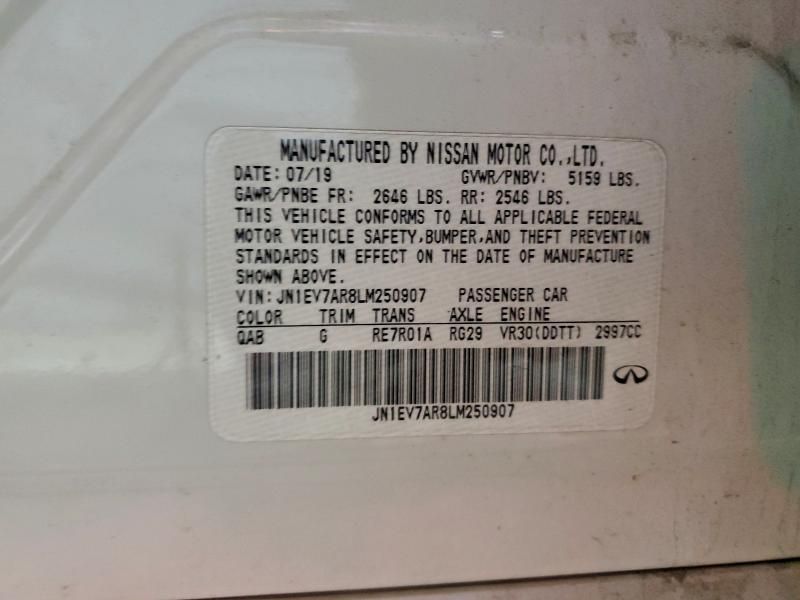 MANUFACTURED BY NISSAN MOTOR CO.,LTD.
DATE: 07/19 GVWR/PNBV: 5159 LBS.
GAWR/PNBE FR: 2646 LBS. RR: 2546 LBS.
THIS VEHICLE CONFORMS TO ALL APPLICABLE FEDERAL
MOTOR VEHICLE SAFETY,BUMPER,AND THEFT PREVENTION
STANDARDS IN EFFECT ON THE DATE OF MANUFACTURE
SHOWN ABOVE.
VIN: JN1EV7AR8LM250907 PASSENGER CAR
COLOR TRIM TRANS AXLE ENGINE
QAB G RE7R01A RG29 VR30(DDTT) 2997CC
JN1EV7AR8LM250907